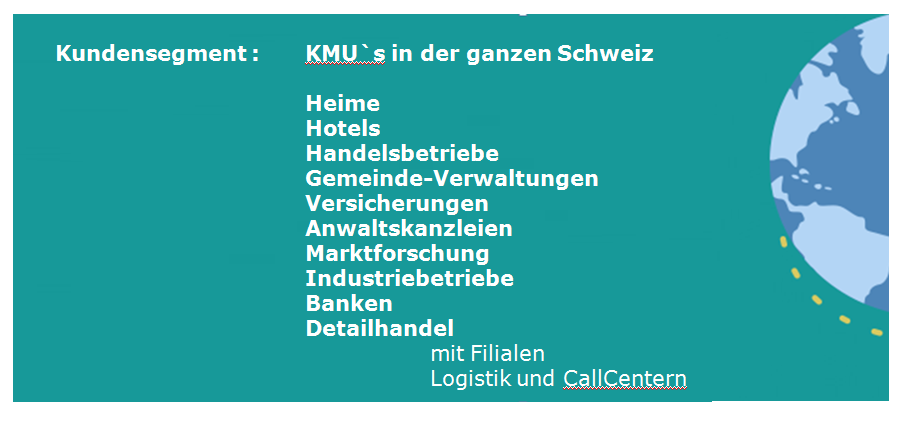 Kundensegment : KMU`s in der ganzen Schweiz
Heime
Hotels
Handelsbetriebe
Gemeinde-Verwaltungen
Versicherungen
Anwaltskanzleien
Marktforschung
Industriebetriebe
Banken
Detailhandel
mit Filialen
Logistik und CallCentern